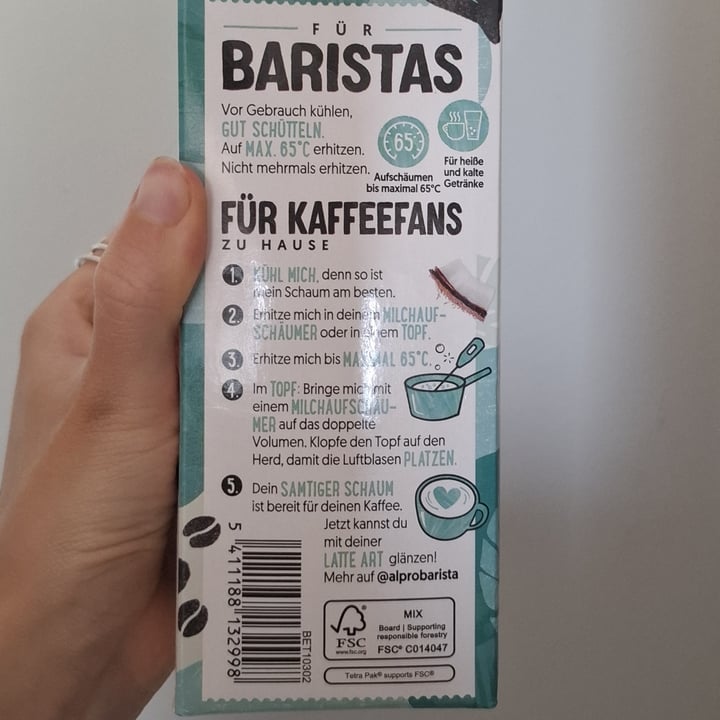 FÜR
BARISTAS
Vor Gebrauch kühlen,
GUT SCHÜTTELN.
Auf MAX. 65°C erhitzen.
Nicht mehrmals erhitzen.
65°
Aufschäumen
bis maximal 65°C
Für heiße
und kalte
Getränke
FÜR KAFFEEFANS
ZU HAUSE
1. KÜHL MICH, denn so ist
mein Schaum am besten.
2. Erhitze mich in deinem MILCHAUF-
SCHÄUMER oder in einem TOPF.
3. Erhitze mich bis MAXIMAL 65°C.
4. Im TOPF: Bringe mich mit
einem MILCHAUFSCHÄU-
MER auf das doppelte
Volumen. Klopfe den Topf auf den
Herd, damit die Luftblasen PLATZEN.
5. Dein SAMTIGER SCHAUM
ist bereit für deinen Kaffee.
Jetzt kannst du
mit deiner
LATTE ART glänzen!
Mehr auf @alprobarista
5 411188 132998
BET10302
FSC
www.fsc.org
MIX
Board | Supporting
responsible forestry
FSC® C014047
Tetra Pak® supports FSC®